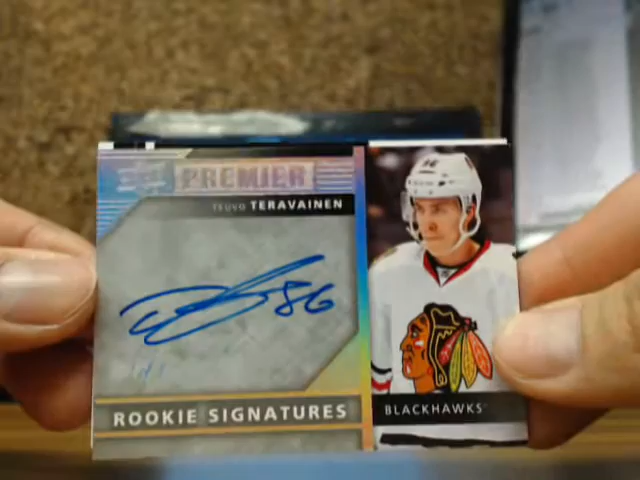 PREMIER
TEUVO TERAVAINEN
86
ROOKIE SIGNATURES
BLACKHAWKS